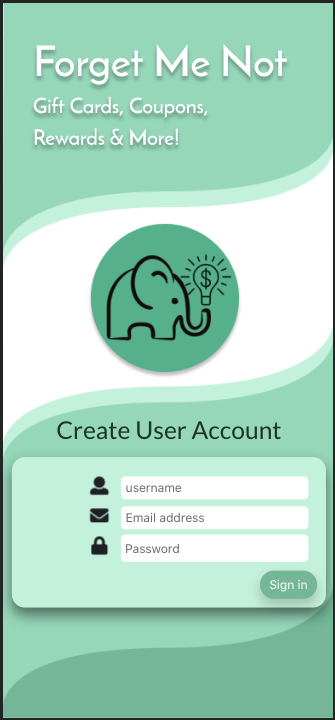 Forget Me Not
Gift Cards, Coupons,
Rewards & More!
$
Create User Account
username
Email address
Password
Sign in